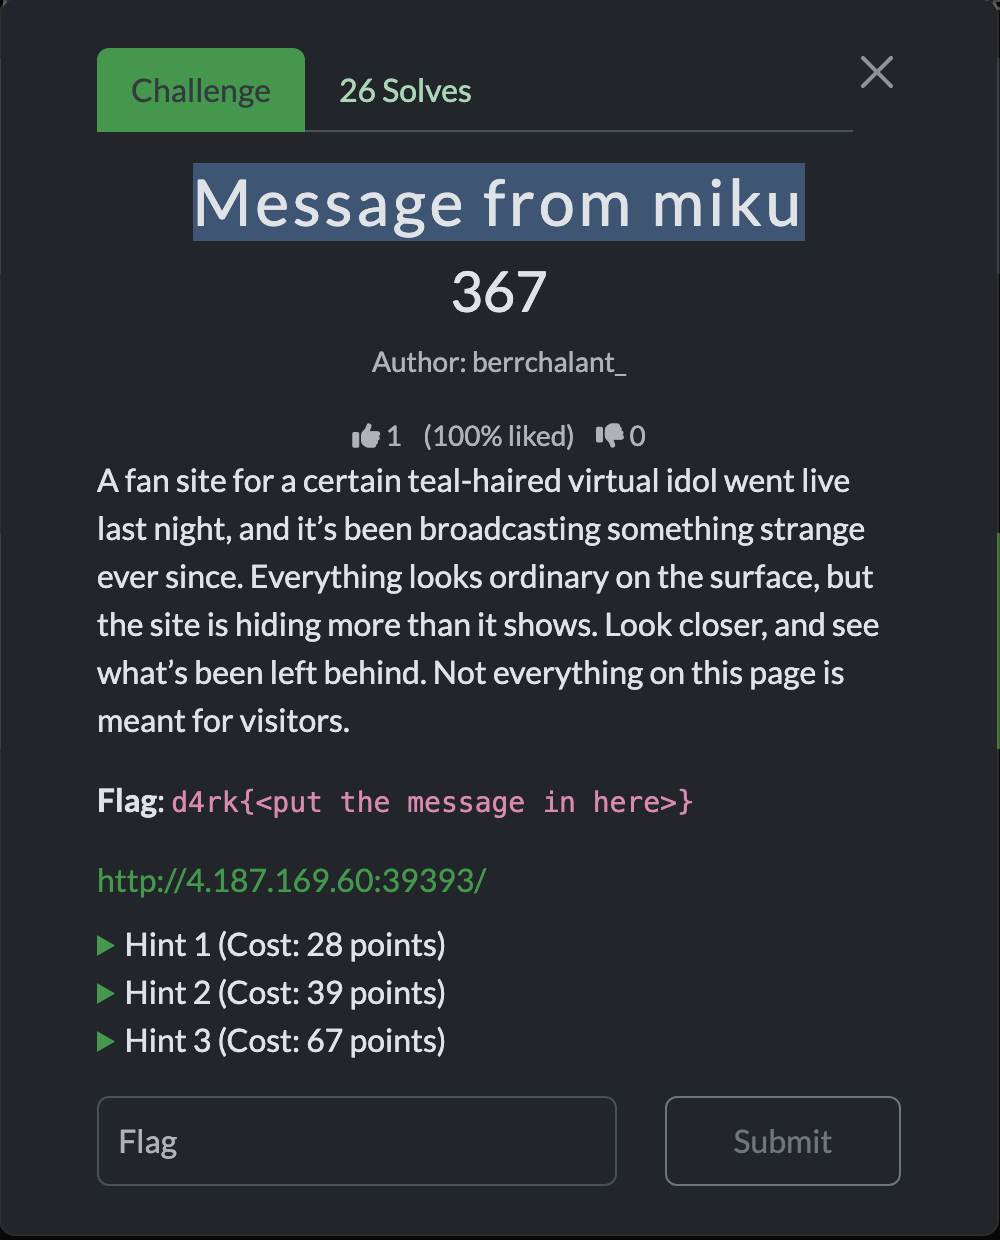 Challenge
26 Solves
Message from miku
367
Author: berrchalant_
1 (100% liked) 0
A fan site for a certain teal-haired virtual idol went live
last night, and it’s been broadcasting something strange
ever since. Everything looks ordinary on the surface, but
the site is hiding more than it shows. Look closer, and see
what’s been left behind. Not everything on this page is
meant for visitors.
Flag: d4rk{<put the message in here>}
http://4.187.169.60:39393/
Hint 1 (Cost: 28 points)
Hint 2 (Cost: 39 points)
Hint 3 (Cost: 67 points)
Flag
Submit